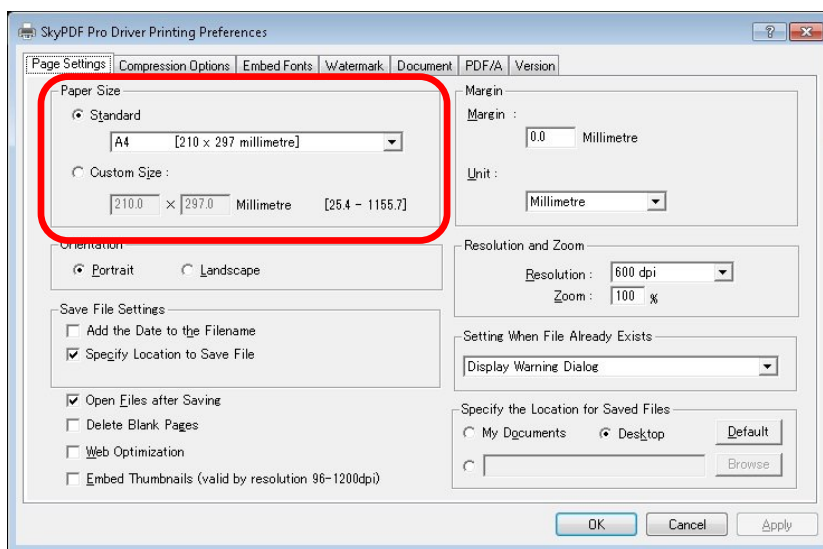 SkyPDF Pro Driver Printing Preferences
Page Settings Compression Options Embed Fonts Watermark Document PDF/A Version
Paper Size
Standard
A4 [210 x 297 millimetre]
Custom Size :
210.0 × 297.0 Millimetre [25.4 - 1155.7]
Orientation
Portrait Landscape
Save File Settings
Add the Date to the Filename
Specify Location to Save File
Open Files after Saving
Delete Blank Pages
Web Optimization
Embed Thumbnails (valid by resolution 96-1200dpi)
Margin
Margin :
0.0 Millimetre
Unit :
Millimetre
Resolution and Zoom
Resolution : 600 dpi
Zoom : 100 %
Setting When File Already Exists
Display Warning Dialog
Specify the Location for Saved Files
My Documents Desktop Default
Browse
OK Cancel Apply